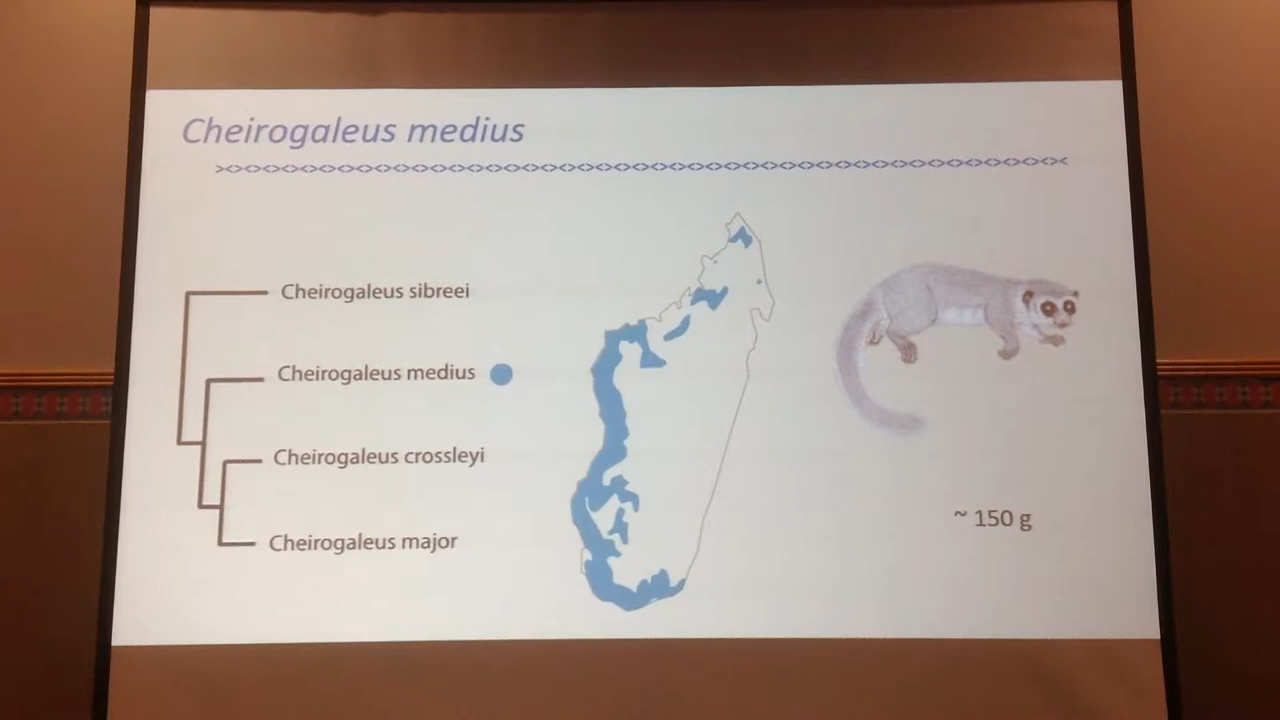 Cheirogaleus medius
Cheirogaleus sibreei
Cheirogaleus medius
Cheirogaleus crossleyi
Cheirogaleus major
~ 150 g